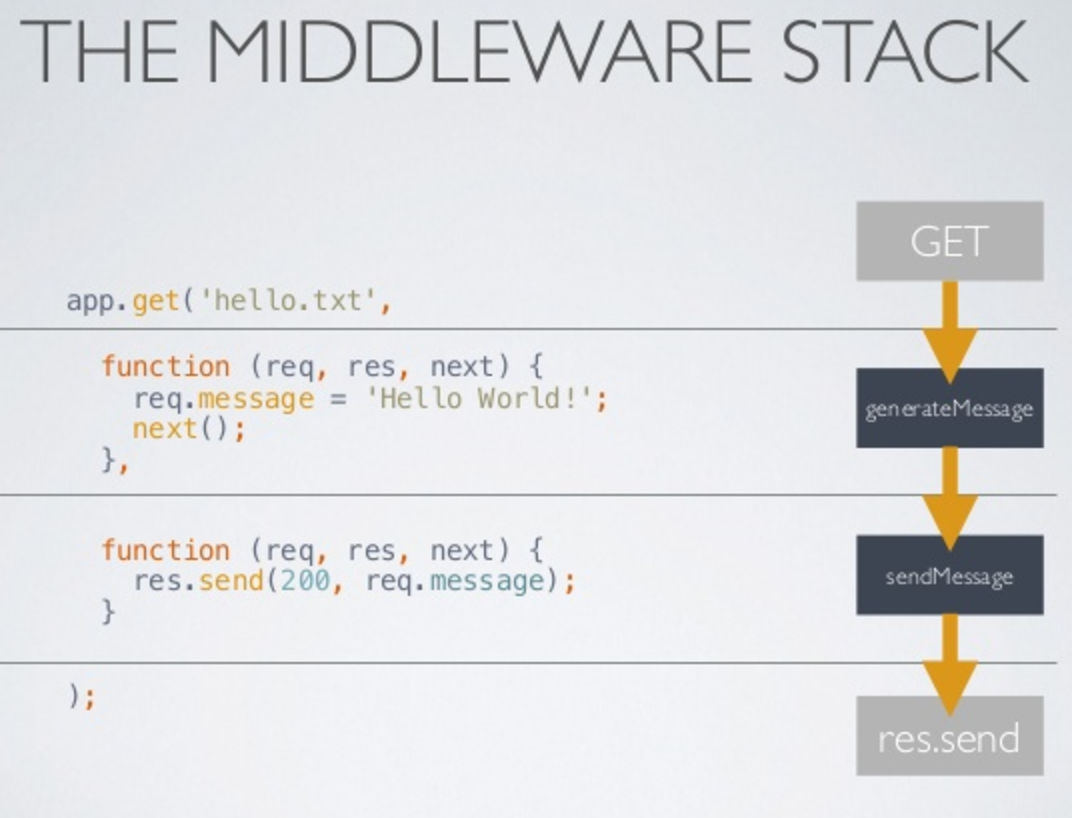 THE MIDDLEWARE STACK
GET
app.get('hello.txt',
function (req, res, next) {
req.message = 'Hello World!';
next();
},
generateMessage
function (req, res, next) {
res.send(200, req.message);
}
sendMessage
);
res.send